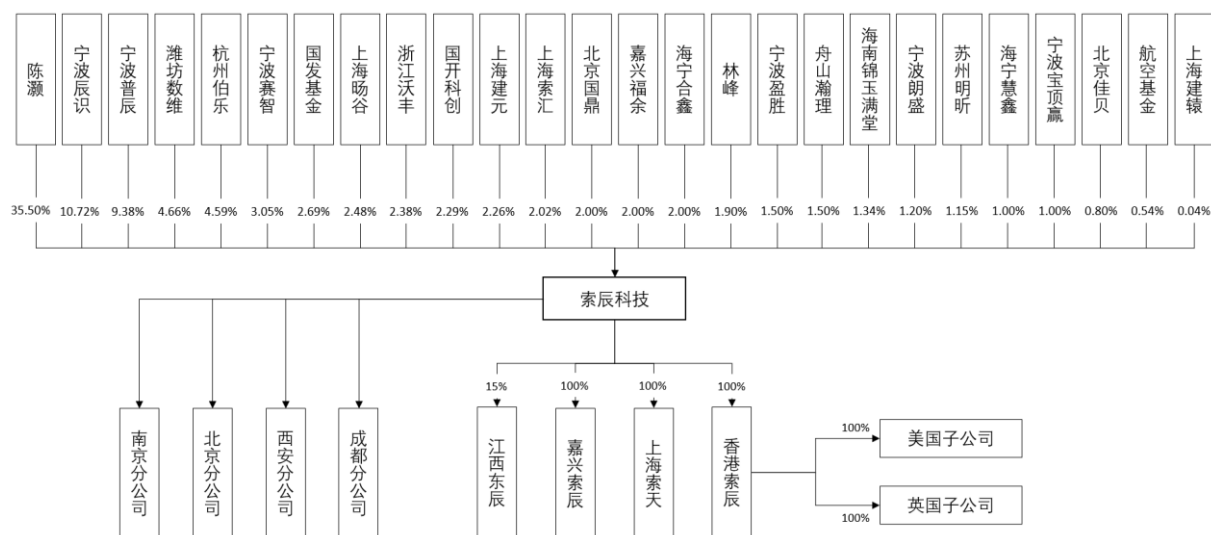 陈灏
宁波辰识
宁波普辰
潍坊数维
杭州伯乐
宁波赛智
国发基金
上海旸谷
浙江沃丰
国开科创
上海建元
上海索汇
北京国鼎
嘉兴福余
海宁合鑫
林峰
宁波盈胜
舟山瀚理
海南锦玉满堂
宁波朗盛
苏州明昕
海宁慧鑫
宁波宝顶赢
北京佳贝
航空基金
上海建辕
35.50%
10.72%
9.38%
4.66%
4.59%
3.05%
2.69%
2.48%
2.38%
2.29%
2.26%
2.02%
2.00%
2.00%
2.00%
1.90%
1.50%
1.50%
1.34%
1.20%
1.15%
1.00%
1.00%
0.80%
0.54%
0.04%
索辰科技
15%
100%
100%
100%
南京分公司
北京分公司
西安分公司
成都分公司
江西东辰
嘉兴索辰
上海索天
香港索辰
100%
美国子公司
100%
英国子公司